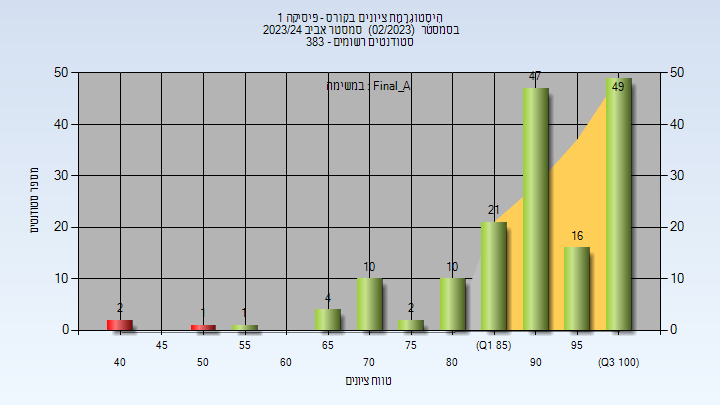 היסטוגרמת ציונים בקורס - פיסיקה 1
בסמסטר (02/2023) סמסטר אביב 2023/24
סטודנטים רשומים - 383
במשימה : Final_A
מספר סטודנטים
50 40 30 20 10 0
50 40 30 20 10 0
2 1 1 4 10 2 10 21 47 16 49
45 55 65 75 (Q1 85) 95
40 50 60 70 80 90 (Q3 100)
טווח ציונים